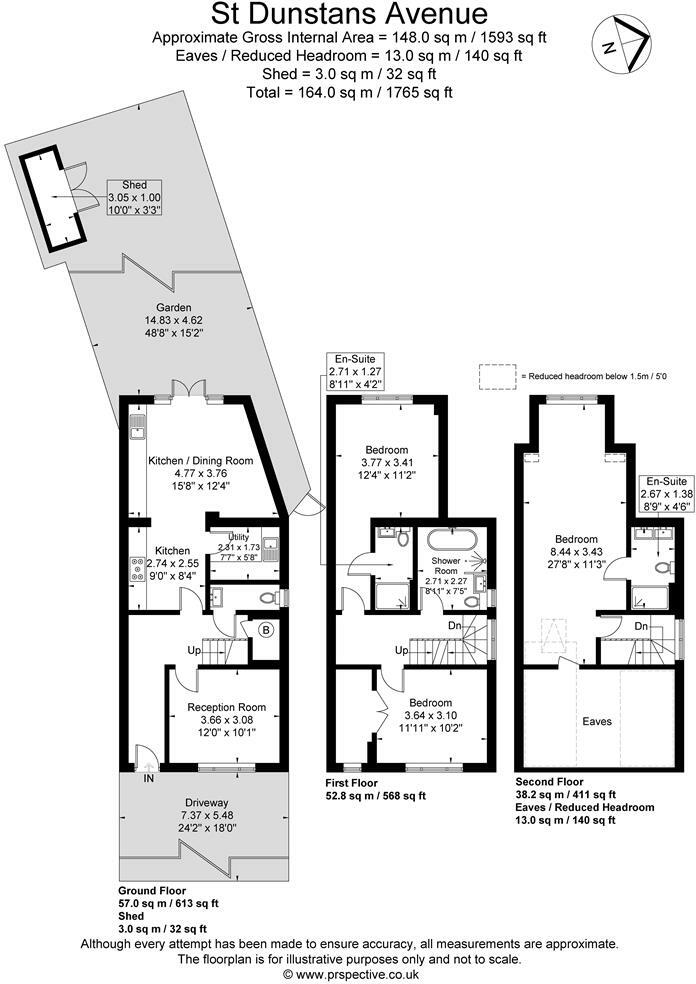 St Dunstans Avenue
Approximate Gross Internal Area = 148.0 sq m / 1593 sq ft
Eaves / Reduced Headroom = 13.0 sq m / 140 sq ft
Shed = 3.0 sq m / 32 sq ft
Total = 164.0 sq m / 1765 sq ft
N
Shed
3.05 x 1.00
10'0" x 3'3"
Garden
14.83 x 4.62
48'8" x 15'2"
Kitchen / Dining Room
4.77 x 3.76
15'8" x 12'4"
Kitchen
2.74 x 2.55
9'0" x 8'4"
Utility
2.31 x 1.73
7'7" x 5'8"
B
Up
Reception Room
3.66 x 3.08
12'0" x 10'1"
IN
Driveway
7.37 x 5.48
24'2" x 18'0"
Ground Floor
57.0 sq m / 613 sq ft
Shed
3.0 sq m / 32 sq ft
En-Suite
2.71 x 1.27
8'11" x 4'2"
Bedroom
3.77 x 3.41
12'4" x 11'2"
Shower
Room
2.71 x 2.27
8'11" x 7'5"
Dn
Up
Bedroom
3.64 x 3.10
11'11" x 10'2"
First Floor
52.8 sq m / 568 sq ft
= Reduced headroom below 1.5m / 5'0
En-Suite
2.67 x 1.38
8'9" x 4'6"
Bedroom
8.44 x 3.43
27'8" x 11'3"
Dn
Eaves
Second Floor
38.2 sq m / 411 sq ft
Eaves / Reduced Headroom
13.0 sq m / 140 sq ft
Although every attempt has been made to ensure accuracy, all measurements are approximate.
The floorplan is for illustrative purposes only and not to scale.
© www.prspective.co.uk